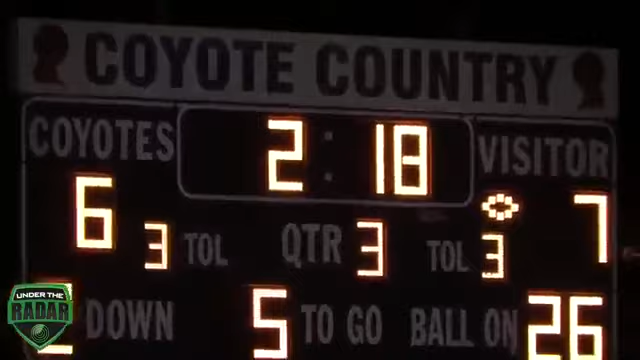 COYOTE COUNTRY
COYOTES 2:18 VISITOR
6 3 TOL QTR 3 TOL 3 7
DOWN 5 TO GO BALL ON 26
UNDER THE
RADAR